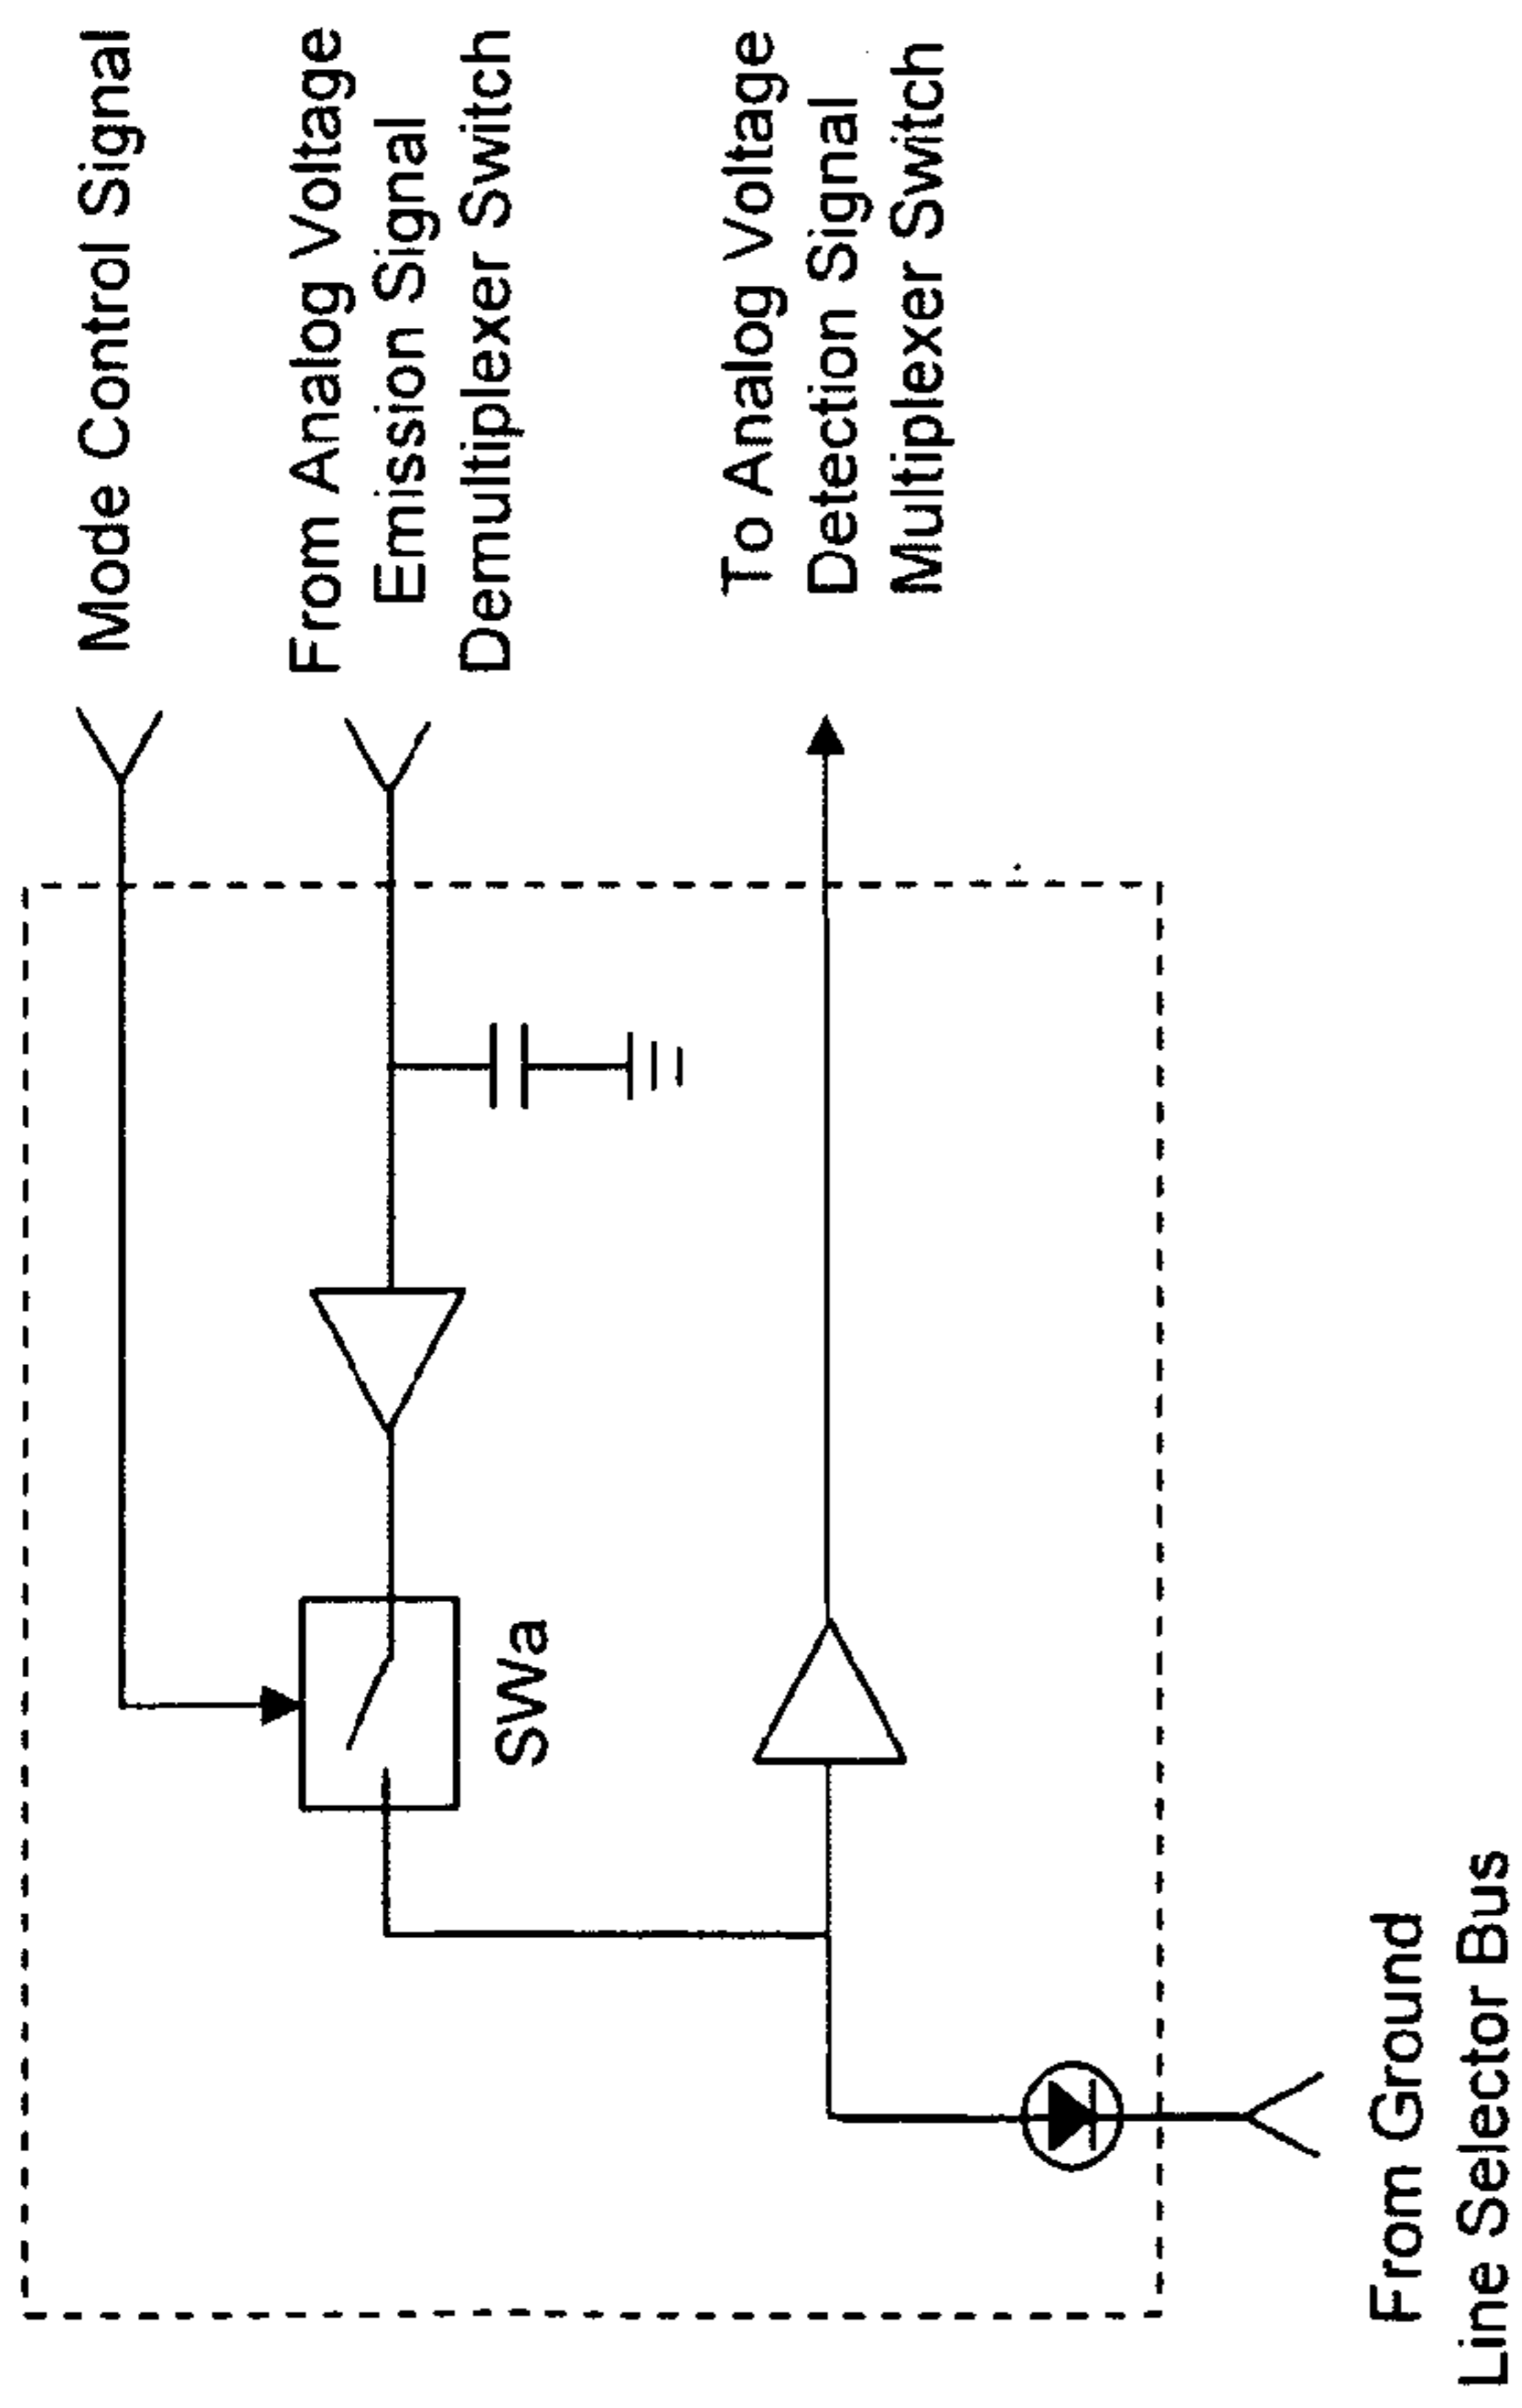 Mode Control Signal
From Analog Voltage
Emission Signal
Demultiplexer Switch
To Analog Voltage
Detection Signal
Multiplexer Switch
SWa
From Ground
Line Selector Bus